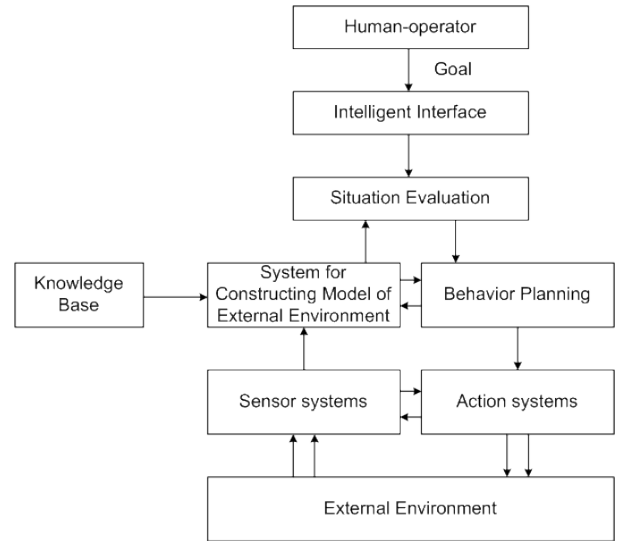 Human-operator
Goal
Intelligent Interface
Situation Evaluation
Knowledge
Base
System for
Constructing Model of
External Environment
Behavior Planning
Sensor systems
Action systems
External Environment